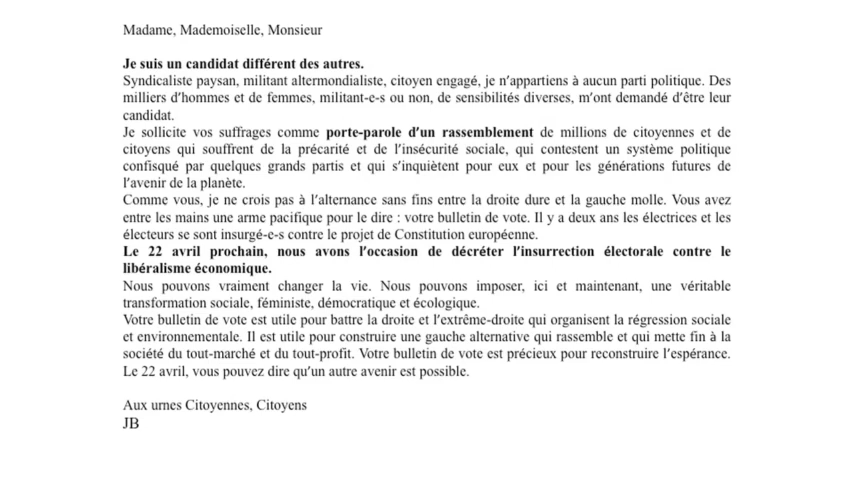 Madame, Mademoiselle, Monsieur
Je suis un candidat différent des autres.
Syndicaliste paysan, militant altermondialiste, citoyen engagé, je n'appartiens à aucun parti politique. Des
milliers d'hommes et de femmes, militant-e-s ou non, de sensibilités diverses, m'ont demandé d'être leur
candidat.
Je sollicite vos suffrages comme porte-parole d'un rassemblement de millions de citoyennes et de
citoyens qui souffrent de la précarité et de l'insécurité sociale, qui contestent un système politique
confisqué par quelques grands partis et qui s'inquiètent pour eux et pour les générations futures de
l'avenir de la planète.
Comme vous, je ne crois pas à l'alternance sans fins entre la droite dure et la gauche molle. Vous avez
entre les mains une arme pacifique pour le dire : votre bulletin de vote. Il y a deux ans les électrices et les
électeurs se sont insurgé-e-s contre le projet de Constitution européenne.
Le 22 avril prochain, nous avons l'occasion de décréter l'insurrection électorale contre le
libéralisme économique.
Nous pouvons vraiment changer la vie. Nous pouvons imposer, ici et maintenant, une véritable
transformation sociale, féministe, démocratique et écologique.
Votre bulletin de vote est utile pour battre la droite et l'extrême-droite qui organisent la régression sociale
et environnementale. Il est utile pour construire une gauche alternative qui rassemble et qui mette fin à la
société du tout-marché et du tout-profit. Votre bulletin de vote est précieux pour reconstruire l'espérance.
Le 22 avril, vous pouvez dire qu'un autre avenir est possible.
Aux urnes Citoyennes, Citoyens
JB